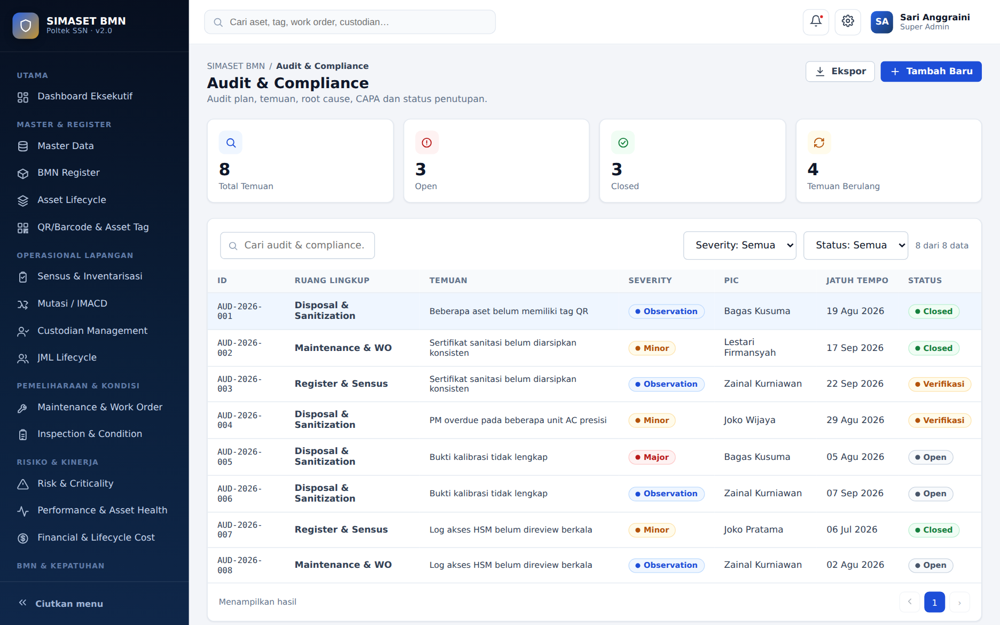 SIMASET BMN
Poltek SSN · v2.0
UTAMA
Dashboard Eksekutif
MASTER & REGISTER
Master Data
BMN Register
Asset Lifecycle
QR/Barcode & Asset Tag
OPERASIONAL LAPANGAN
Sensus & Inventarisasi
Mutasi / IMACD
Custodian Management
JML Lifecycle
PEMELIHARAAN & KONDISI
Maintenance & Work Order
Inspection & Condition
RISIKO & KINERJA
Risk & Criticality
Performance & Asset Health
Financial & Lifecycle Cost
BMN & KEPATUHAN
Ciutkan menu
Cari aset, tag, work order, custodian…
SA
Sari Anggraini
Super Admin
SIMASET BMN / Audit & Compliance
Audit & Compliance
Audit plan, temuan, root cause, CAPA dan status penutupan.
Ekspor
Tambah Baru
8
Total Temuan
3
Open
3
Closed
4
Temuan Berulang
Cari audit & compliance.
Severity: Semua
Status: Semua
8 dari 8 data
ID RUANG LINGKUP TEMUAN SEVERITY PIC JATUH TEMPO STATUS
AUD-2026-
001
Disposal &
Sanitization
Beberapa aset belum memiliki tag QR
Observation
Bagas Kusuma
19 Agu 2026
Closed
AUD-2026-
002
Maintenance & WO
Sertifikat sanitasi belum diarsipkan
konsisten
Minor
Lestari
Firmansyah
17 Sep 2026
Closed
AUD-2026-
003
Register & Sensus
Sertifikat sanitasi belum diarsipkan
konsisten
Observation
Zainal Kurniawan
22 Sep 2026
Verifikasi
AUD-2026-
004
Disposal &
Sanitization
PM overdue pada beberapa unit AC presisi
Minor
Joko Wijaya
29 Agu 2026
Verifikasi
AUD-2026-
005
Disposal &
Sanitization
Bukti kalibrasi tidak lengkap
Major
Bagas Kusuma
05 Agu 2026
Open
AUD-2026-
006
Disposal &
Sanitization
Bukti kalibrasi tidak lengkap
Observation
Zainal Kurniawan
07 Sep 2026
Open
AUD-2026-
007
Register & Sensus
Log akses HSM belum direview berkala
Minor
Joko Pratama
06 Jul 2026
Closed
AUD-2026-
008
Maintenance & WO
Log akses HSM belum direview berkala
Observation
Zainal Kurniawan
02 Agu 2026
Open
Menampilkan hasil
1